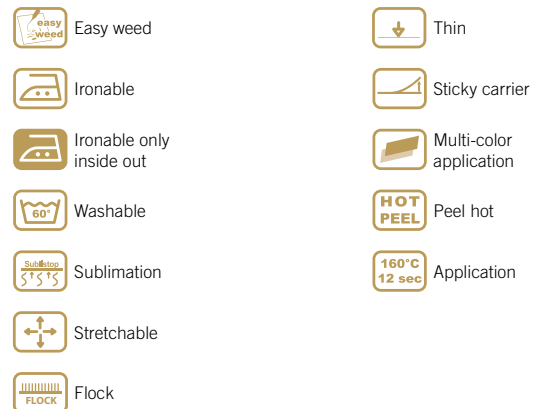 easy
weed
Easy weed
Ironable
Ironable only
inside out
60°
Washable
Sublistop
Sublimation
Stretchable
FLOCK
Flock
Thin
Sticky carrier
Multi-color
application
HOT
PEEL
Peel hot
160°C
12 sec
Application